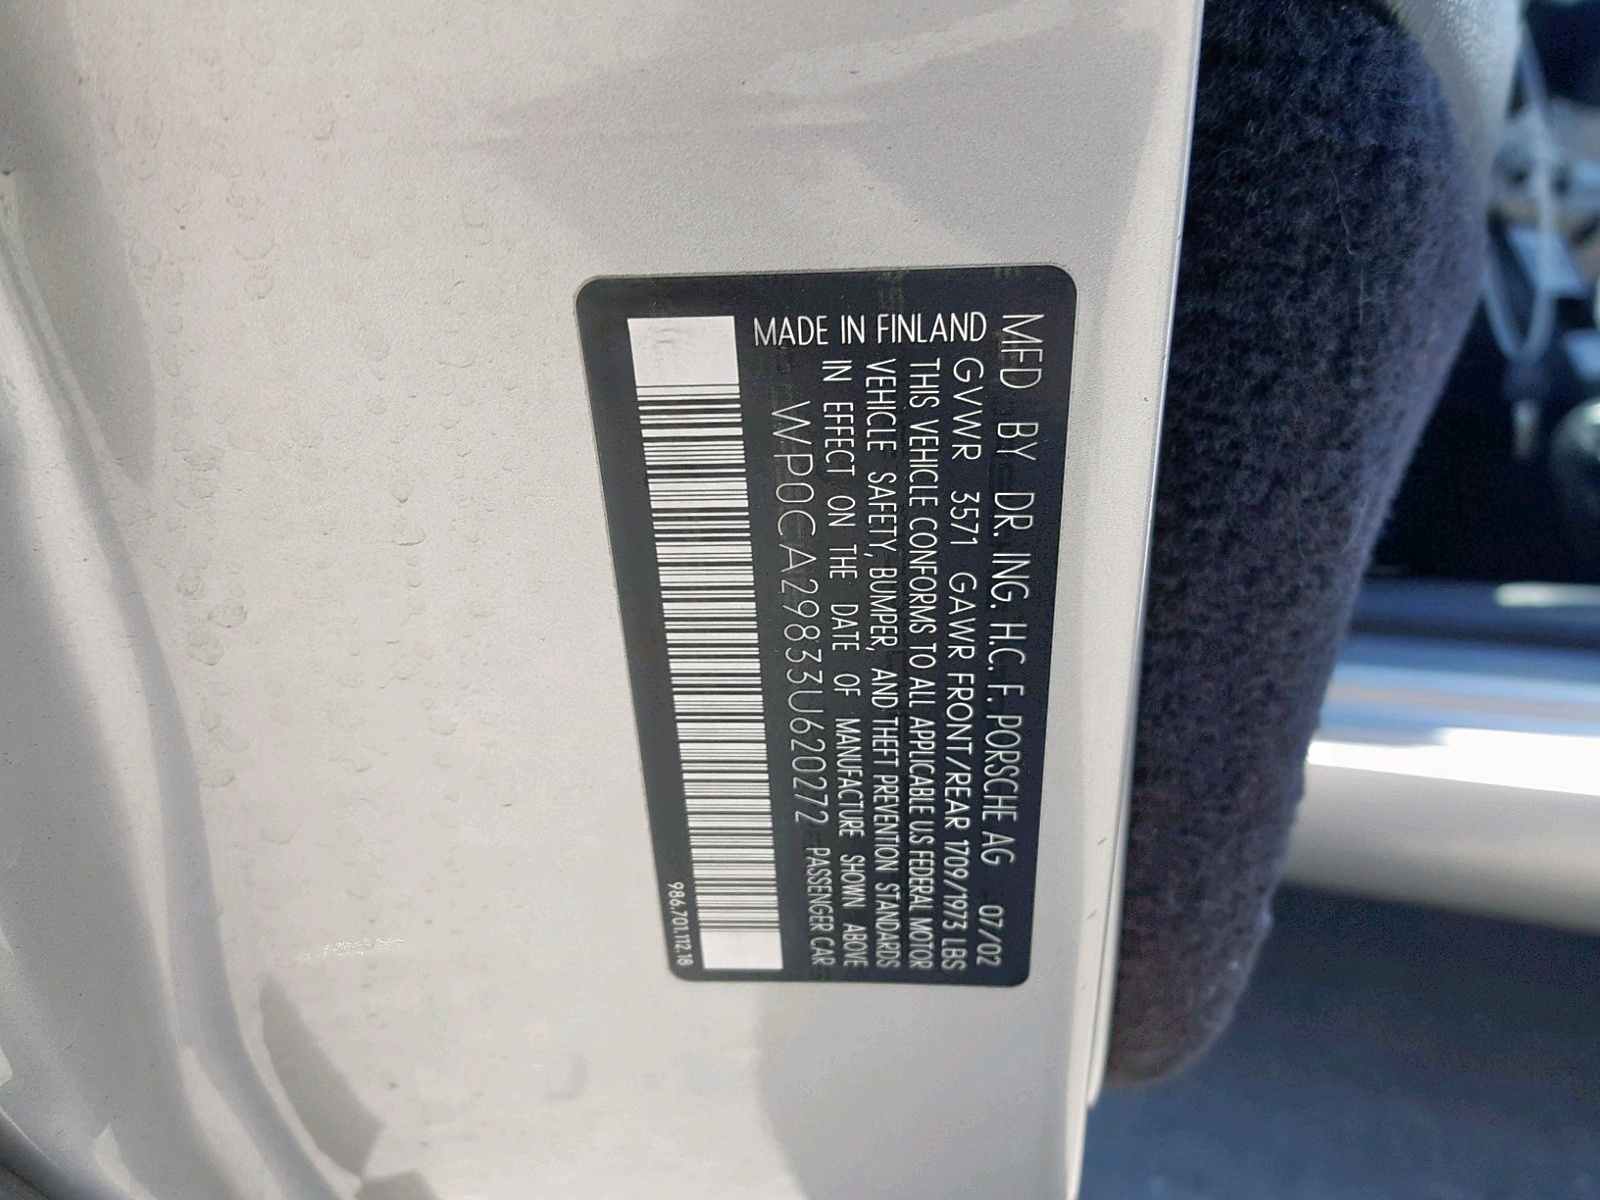 MFD BY DR. ING. H.C. F. PORSCHE AG 07/02
GVWR 3571 GAWR FRONT/REAR 1709/1973 LBS
THIS VEHICLE CONFORMS TO ALL APPLICABLE U.S FEDERAL MOTOR
VEHICLE SAFETY, BUMPER, AND THEFT PREVENTION STANDARDS
IN EFFECT ON THE DATE OF MANUFACTURE SHOWN ABOVE
WP0CA29833U620272 PASSENGER CAR
MADE IN FINLAND
986.701.112.18